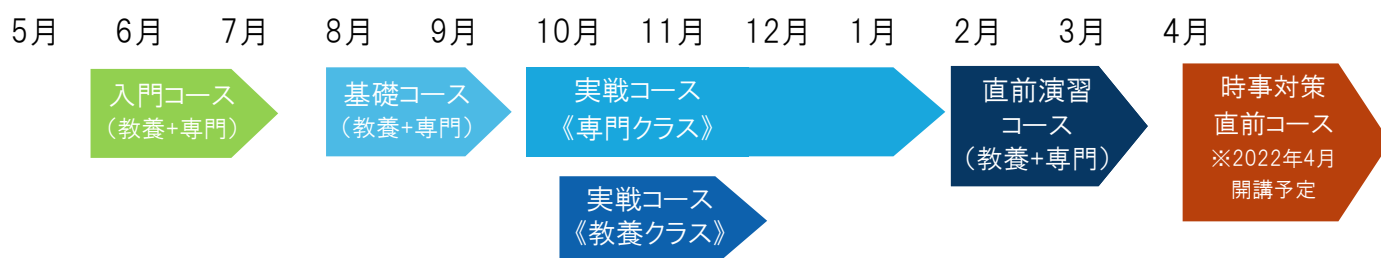 5月 6月 7月 8月 9月 10月 11月 12月 1月 2月 3月 4月
入門コース
（教養+専門）
基礎コース
（教養+専門）
実戦コース
《専門クラス》
直前演習
コース
（教養+専門）
時事対策
直前コース
※2022年4月
開講予定
実戦コース
《教養クラス》